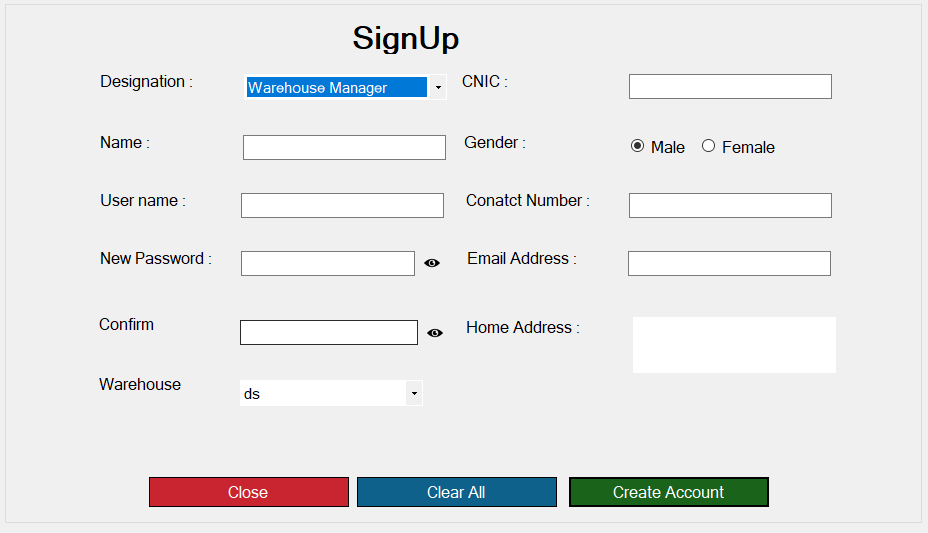 SignUp
Designation : Warehouse Manager CNIC :
Name : Gender : Male Female
User name : Conatct Number :
New Password : Email Address :
Confirm Home Address :
Warehouse ds
Close Clear All Create Account